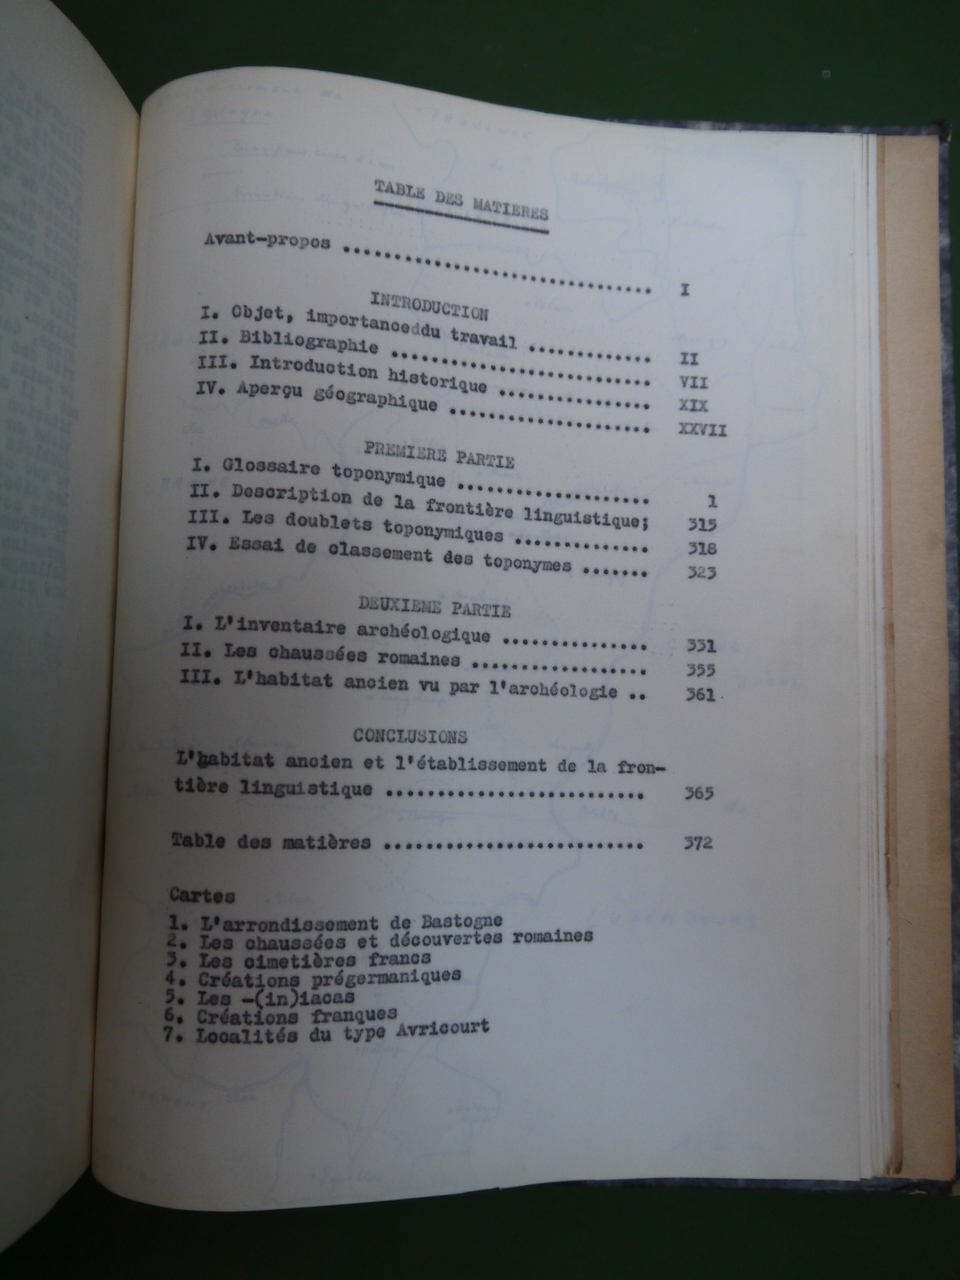 TABLE DES MATIERES
Avant-propos .............................. I
INTRODUCTION
I. Objet, importanceddu travail ............ II
II. Bibliographie ......................... VII
III. Introduction historique ............... XIX
IV. Aperçu géographique .................... XXVII
PREMIERE PARTIE
I. Glossaire toponymique ................... 1
II. Description de la frontière linguistique; 315
III. Les doublets toponymiques ............. 318
IV. Essai de classement des toponymes ....... 323
DEUXIEME PARTIE
I. L'inventaire archéologique .............. 331
II. Les chaussées romaines ................. 355
III. L'habitat ancien vu par l'archéologie .. 361.
CONCLUSIONS
L'habitat ancien et l'établissement de la fron-
tière linguistique ......................... 365
Table des matières ......................... 372
Cartes
1. L'arrondissement de Bastogne
2. Les chaussées et découvertes romaines
3. Les cimetières francs
4. Créations prégermaniques
5. Les -(in)iacas
6. Créations franques
7. Localités du type Avricourt